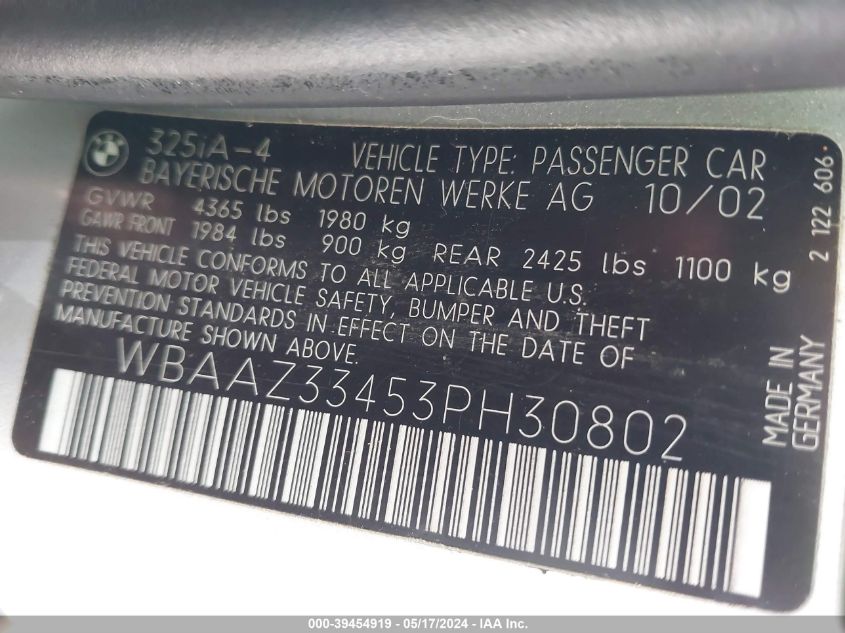 325iA-4 VEHICLE TYPE: PASSENGER CAR
BAYERISCHE MOTOREN WERKE AG 10/02
GVWR 4365 lbs 1980 kg
GAWR FRONT 1984 lbs 900 kg REAR 2425 lbs 1100 kg
THIS VEHICLE CONFORMS TO ALL APPLICABLE U.S.
FEDERAL MOTOR VEHICLE SAFETY, BUMPER AND THEFT
PREVENTION STANDARDS IN EFFECT ON THE DATE OF
MANUFACTURE SHOWN ABOVE.
WBAAZ33453PH30802
MADE IN
GERMANY
2 122 606.
000-39454919 - 05/17/2024 - IAA Inc.